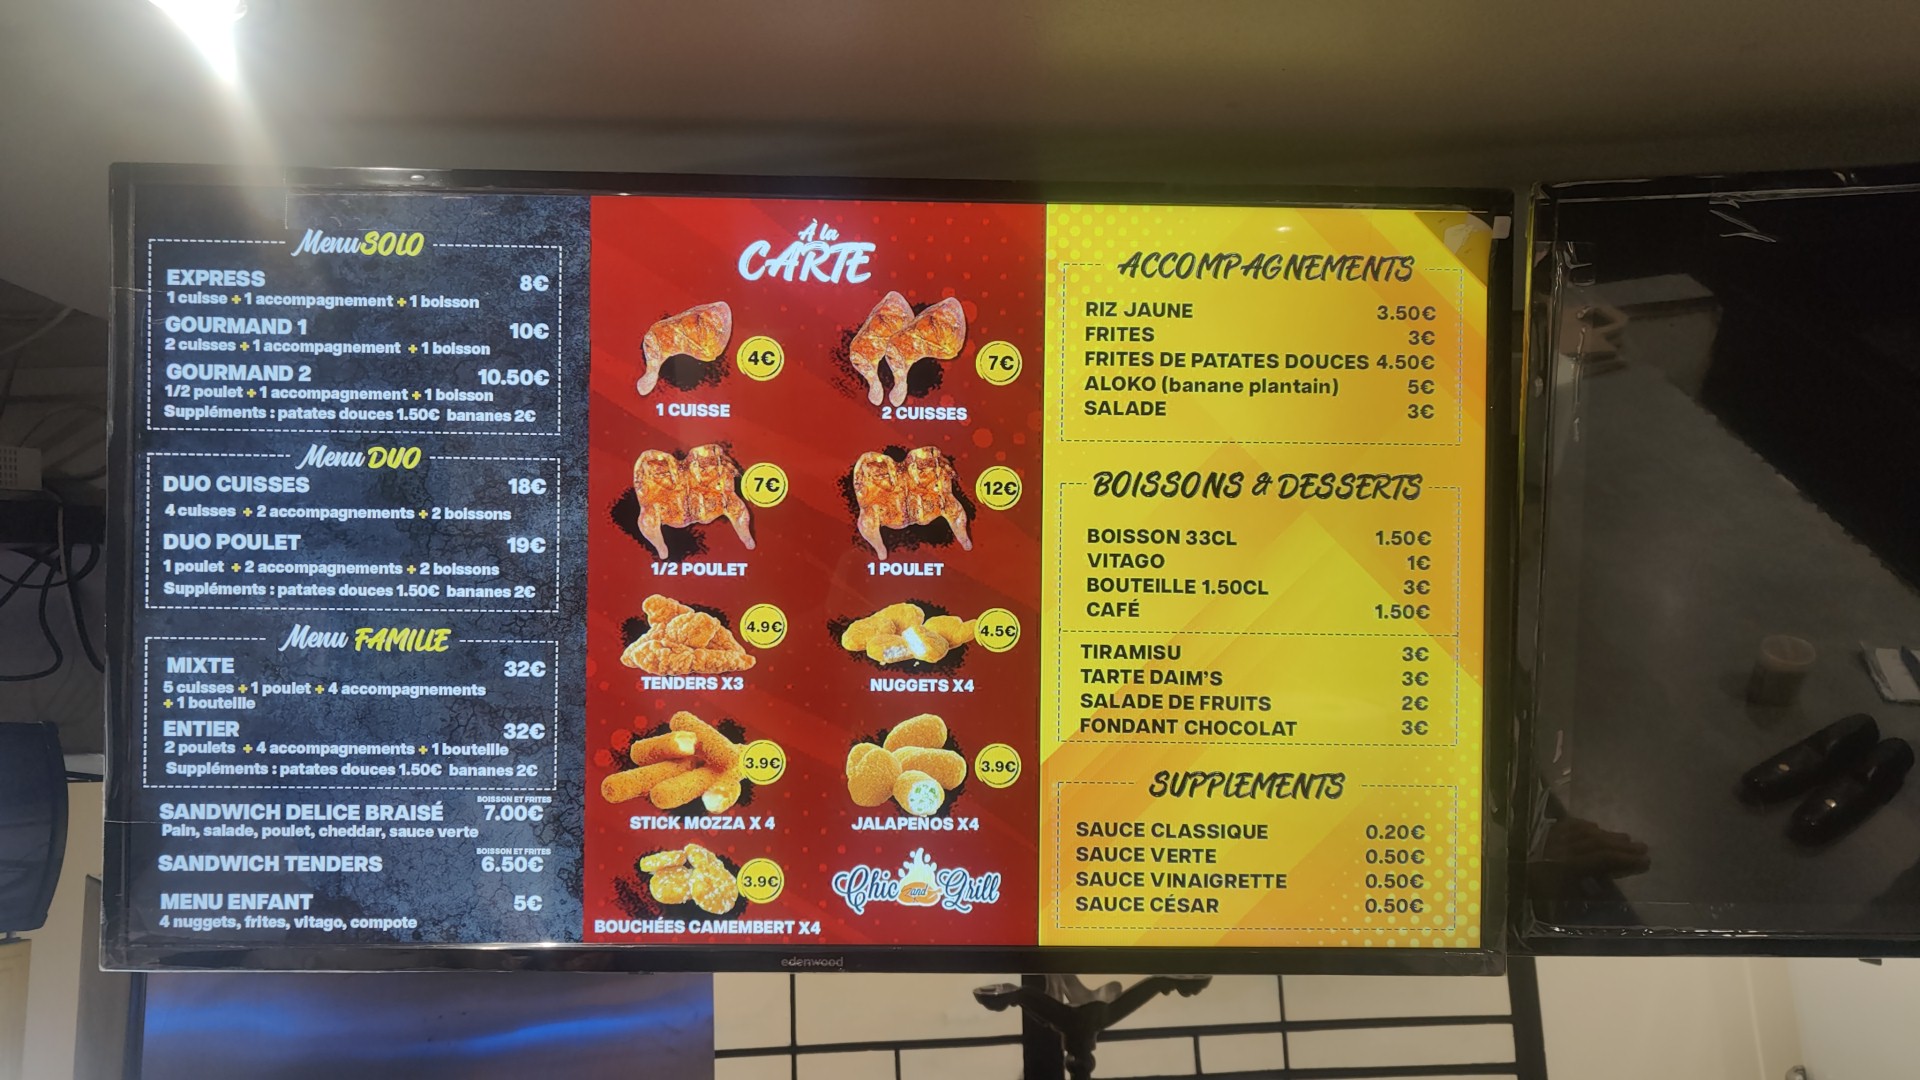 Menu SOLO
EXPRESS 8€
1 cuisse + 1 accompagnement + 1 boisson
GOURMAND 1 10€
2 cuisses + 1 accompagnement + 1 boisson
GOURMAND 2 10.50€
1/2 poulet + 1 accompagnement + 1 boisson
Suppléments : patates douces 1.50€ bananes 2€
Menu DUO
DUO CUISSES 18€
4 cuisses + 2 accompagnements + 2 boissons
DUO POULET 19€
1 poulet + 2 accompagnements + 2 boissons
Suppléments : patates douces 1.50€ bananes 2€
Menu FAMILLE
MIXTE 32€
5 cuisses + 1 poulet + 4 accompagnements
+ 1 bouteille
ENTIER 32€
2 poulets + 4 accompagnements + 1 bouteille
Suppléments : patates douces 1.50€ bananes 2€
BOISSON ET FRITES
SANDWICH DELICE BRAISÉ 7.00€
Pain, salade, poulet, cheddar, sauce verte
BOISSON ET FRITES
SANDWICH TENDERS 6.50€
MENU ENFANT 5€
4 nuggets, frites, vitago, compote
À la
CARTE
4€
7€
1 CUISSE
2 CUISSES
7€
12€
1/2 POULET
1 POULET
4.9€
4.5€
TENDERS X3
NUGGETS X4
3.9€
3.9€
STICK MOZZA X 4
JALAPENOS X4
3.9€
Chic and Grill
BOUCHÉES CAMEMBERT X4
ACCOMPAGNEMENTS
RIZ JAUNE 3.50€
FRITES 3€
FRITES DE PATATES DOUCES 4.50€
ALOKO (banane plantain) 5€
SALADE 3€
BOISSONS & DESSERTS
BOISSON 33CL 1.50€
VITAGO 1€
BOUTEILLE 1.50CL 3€
CAFÉ 1.50€
TIRAMISU 3€
TARTE DAIM'S 3€
SALADE DE FRUITS 2€
FONDANT CHOCOLAT 3€
SUPPLEMENTS
SAUCE CLASSIQUE 0.20€
SAUCE VERTE 0.50€
SAUCE VINAIGRETTE 0.50€
SAUCE CÉSAR 0.50€
edenwood